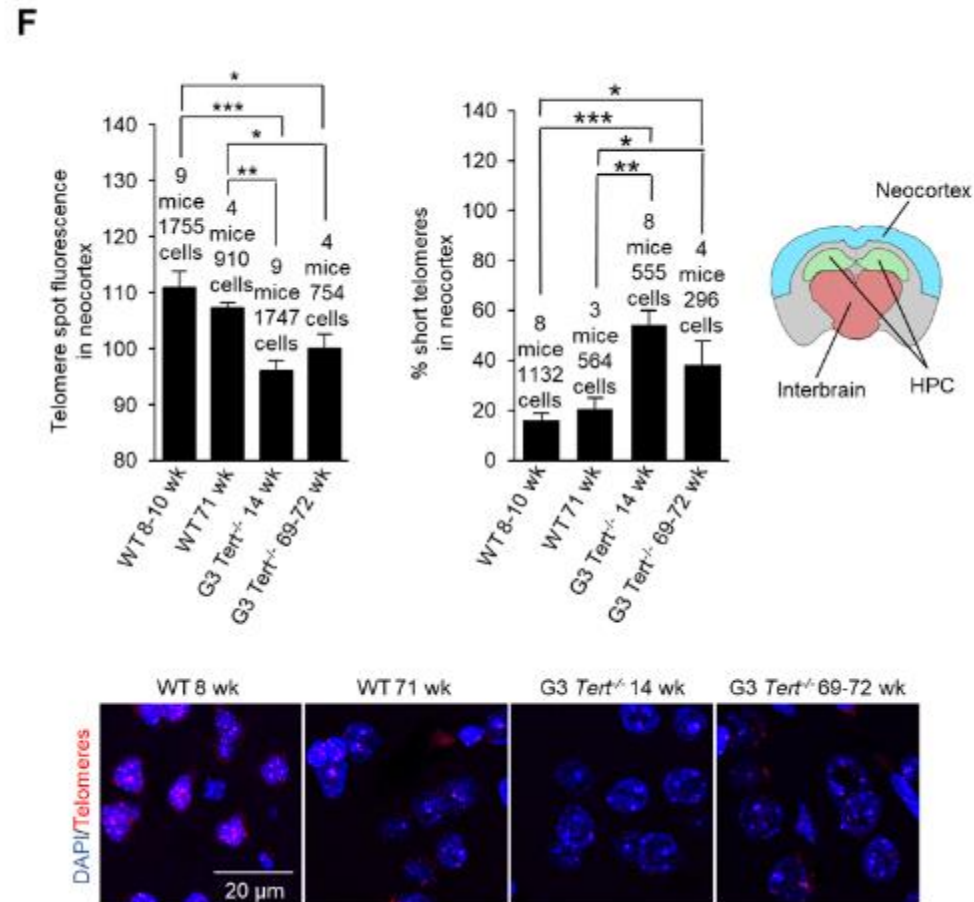 F
Telomere spot fluorescence
in neocortex
140
130
120
110
100
90
80
*
***
*
**
9
mice
1755
cells
4
mice
910
cells
9
mice
1747
cells
4
mice
754
cells
WT 8-10 wk
WT 71 wk
G3 Tert-/- 14 wk
G3 Tert-/- 69-72 wk
% short telomeres
in neocortex
140
120
100
80
60
40
20
0
*
***
*
**
8
mice
1132
cells
3
mice
564
cells
8
mice
555
cells
4
mice
296
cells
WT 8-10 wk
WT 71 wk
G3 Tert-/- 14 wk
G3 Tert-/- 69-72 wk
Neocortex
Interbrain
HPC
WT 8 wk
WT 71 wk
G3 Tert-/- 14 wk
G3 Tert-/- 69-72 wk
DAPI/Telomeres
20 µm